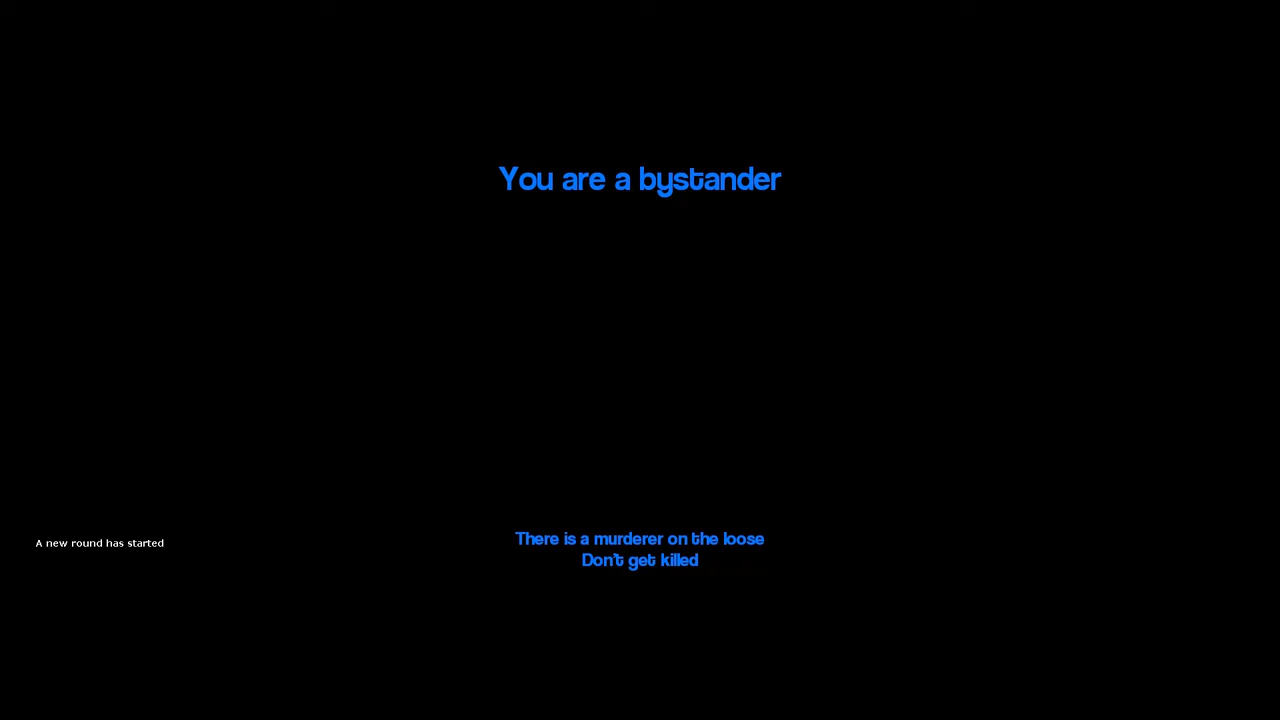 You are a bystander
A new round has started
There is a murderer on the loose
Don't get killed